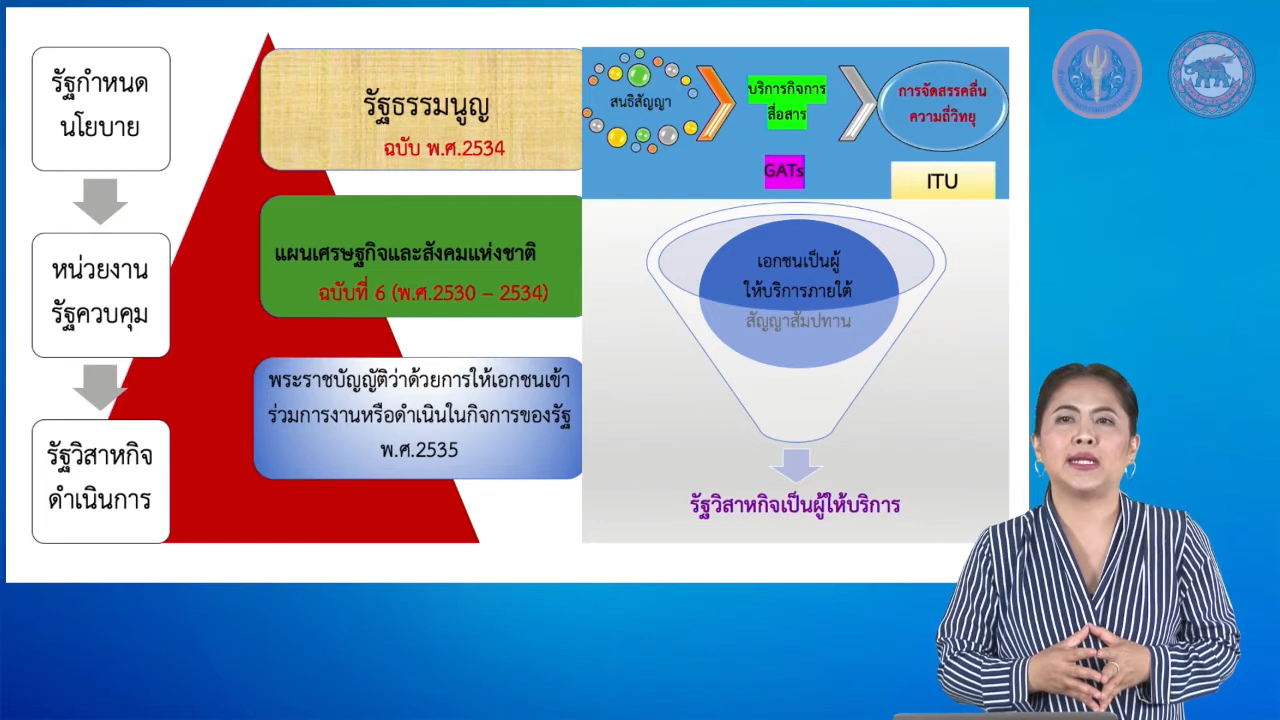 รัฐกำหนด
นโยบาย
หน่วยงาน
รัฐควบคุม
รัฐวิสาหกิจ
ดำเนินการ
รัฐธรรมนูญ
ฉบับ พ.ศ.2534
แผนเศรษฐกิจและสังคมแห่งชาติ
ฉบับที่ 6 (พ.ศ.2530 – 2534)
พระราชบัญญัติว่าด้วยการให้เอกชนเข้า
ร่วมการงานหรือดำเนินในกิจการของรัฐ
พ.ศ.2535
สนธิสัญญา
บริการกิจการ
สื่อสาร
GATs
การจัดสรรคลื่น
ความถี่วิทยุ
ITU
เอกชนเป็นผู้
ให้บริการภายใต้
สัญญาสัมปทาน
รัฐวิสาหกิจเป็นผู้ให้บริการ